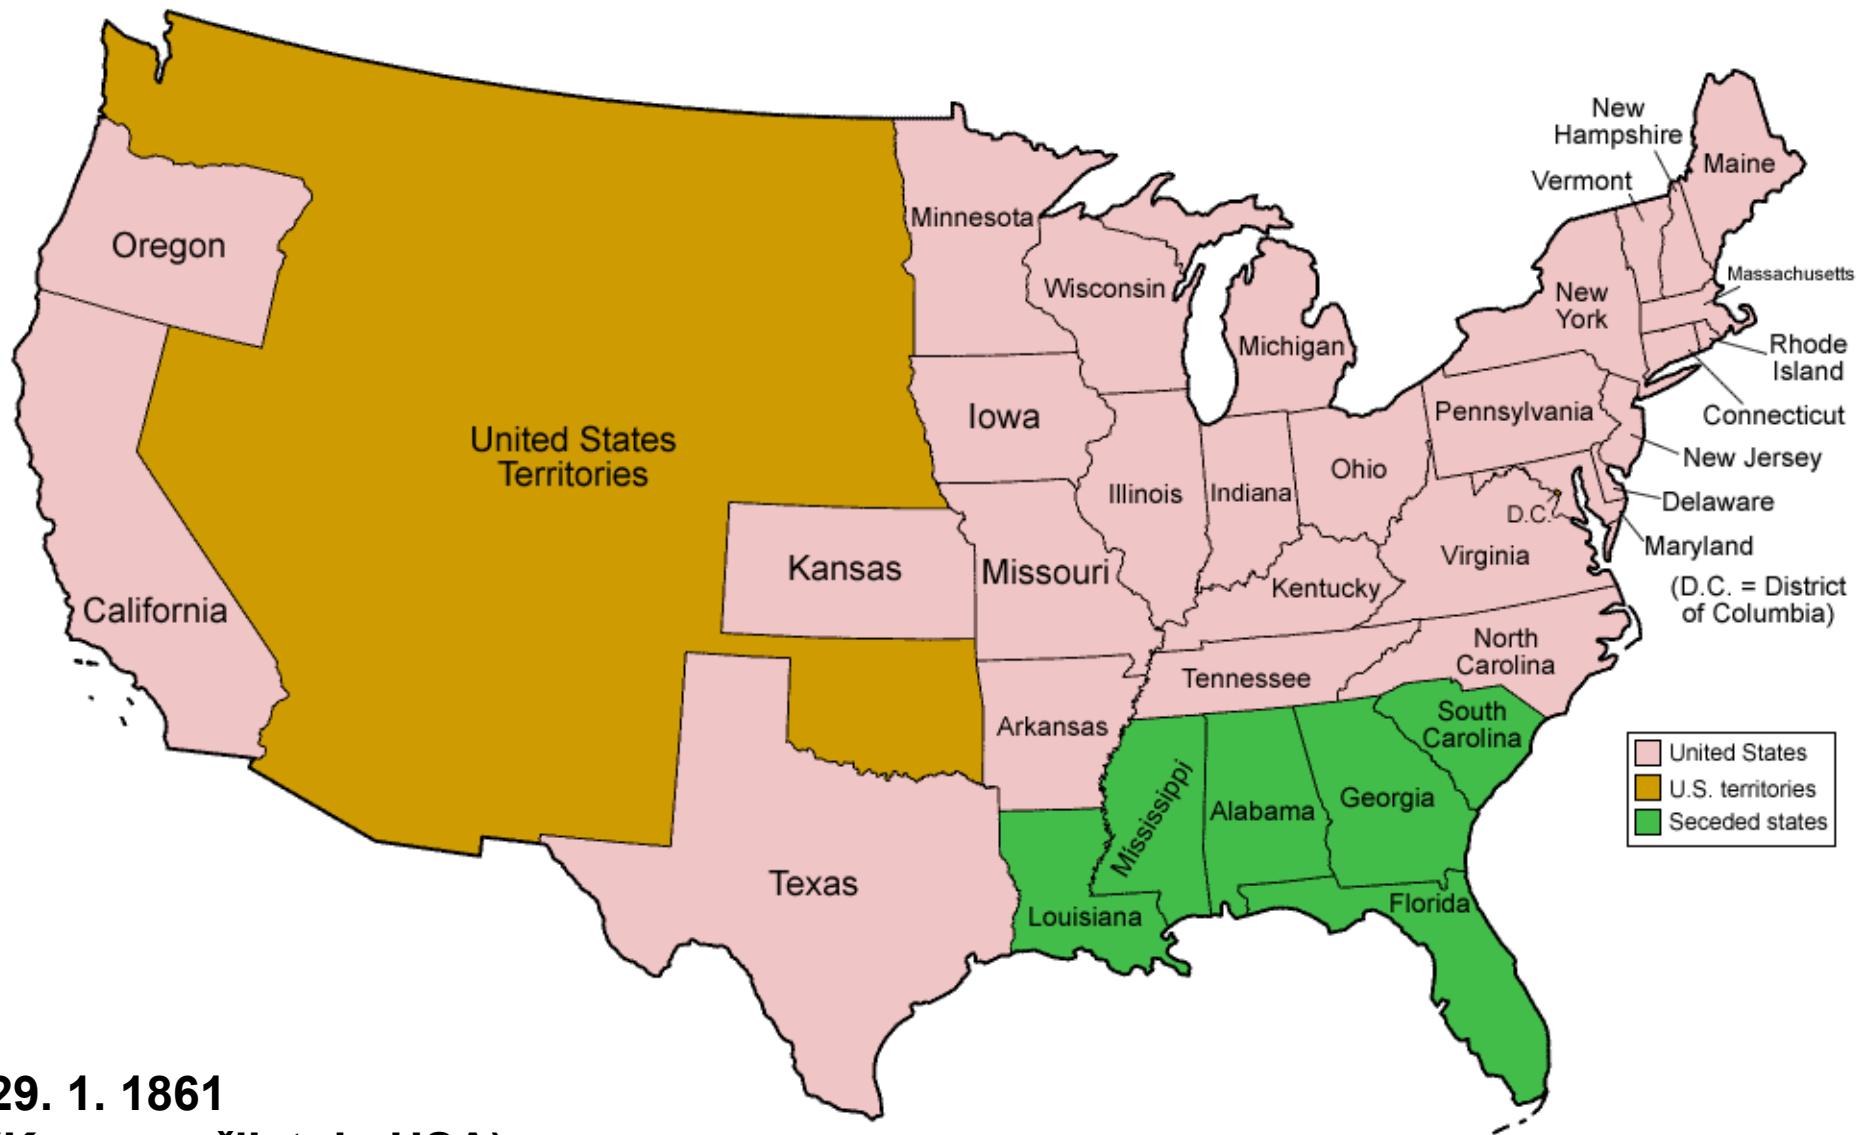 New
Hampshire
Maine
Vermont
Minnesota
Oregon
Massachusetts
Wisconsin
New
York
Michigan
Rhode
Island
Iowa
Pennsylvania
Connecticut
United States
Territories
New Jersey
Ohio
Illinois
Indiana
Delaware
D.C.
Maryland
Virginia
Kansas
Missouri
Kentucky
(D.C. = District
of Columbia)
California
North
Carolina
Tennessee
South
Carolina
Arkansas
United States
U.S. territories
Seceded states
Mississippi
Alabama
Georgia
Texas
Louisiana
Florida
29. 1. 1861